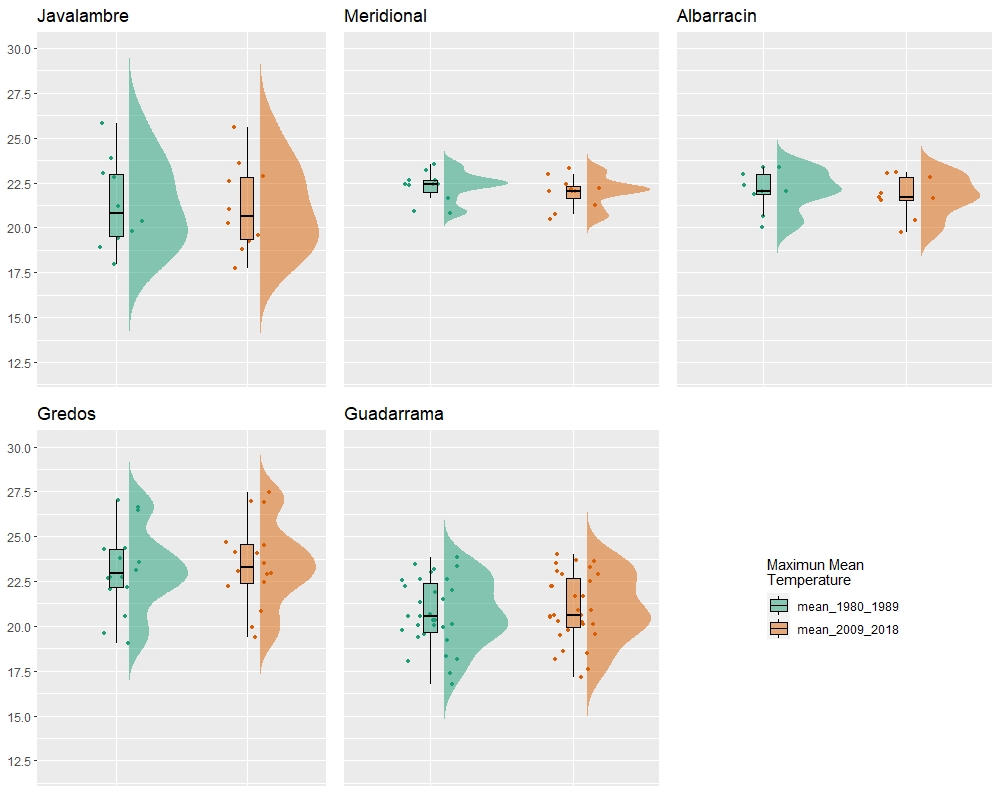 Javalambre
Meridional
Albarracin
30.0
27.5
25.0
22.5
20.0
17.5
15.0
12.5
Gredos
Guadarrama
30.0
27.5
25.0
22.5
20.0
17.5
15.0
12.5
Maximun Mean
Temperature
mean_1980_1989
mean_2009_2018